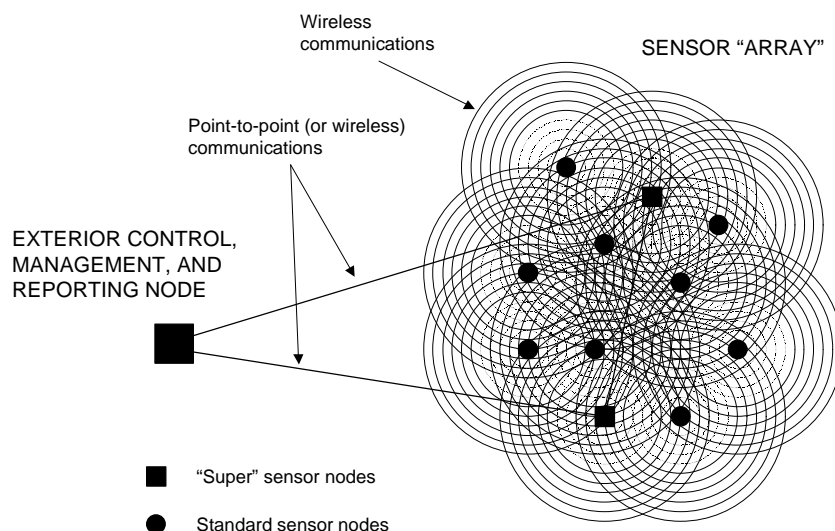 Wireless
communications
SENSOR “ARRAY”
Point-to-point (or wireless)
communications
EXTERIOR CONTROL,
MANAGEMENT, AND
REPORTING NODE
“Super” sensor nodes
Standard sensor nodes